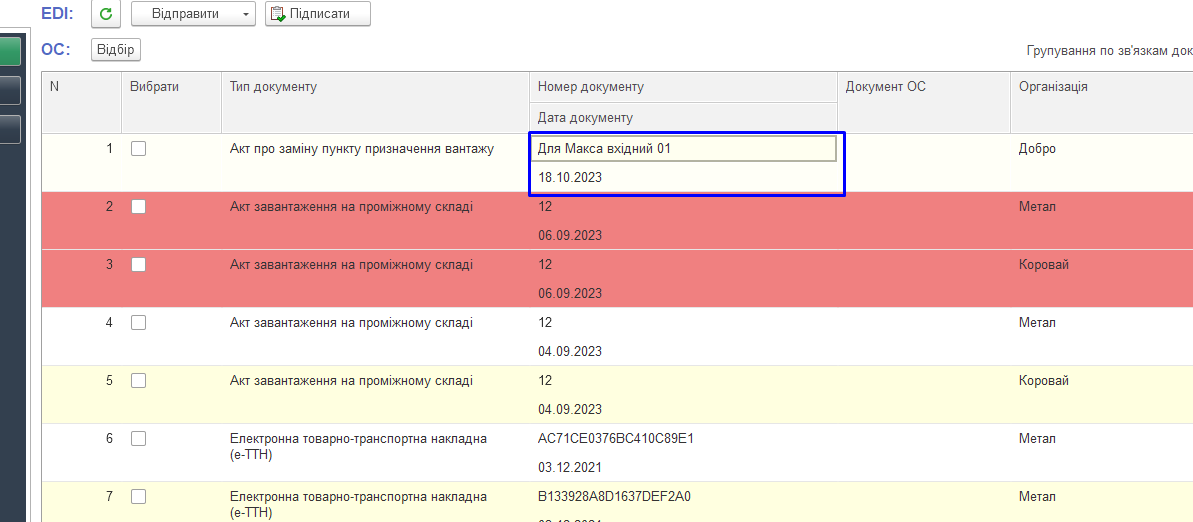 EDI: Відправити Підписати
ОС: Відбір Групування по зв'язкам док
N Вибрати Тип документу Номер документу Документ ОС Організація
Дата документу
1 Акт про заміну пункту призначення вантажу Для Макса вхідний 01 Добро
18.10.2023
2 Акт завантаження на проміжному складі 12 Метал
06.09.2023
3 Акт завантаження на проміжному складі 12 Коровай
06.09.2023
4 Акт завантаження на проміжному складі 12 Метал
04.09.2023
5 Акт завантаження на проміжному складі 12 Коровай
04.09.2023
6 Електронна товарно-транспортна накладна AC71CE0376BC410C89E1 Метал
(е-ТТН)
03.12.2021
7 Електронна товарно-транспортна накладна B133928A8D1637DEF2A0 Метал
(е-ТТН)